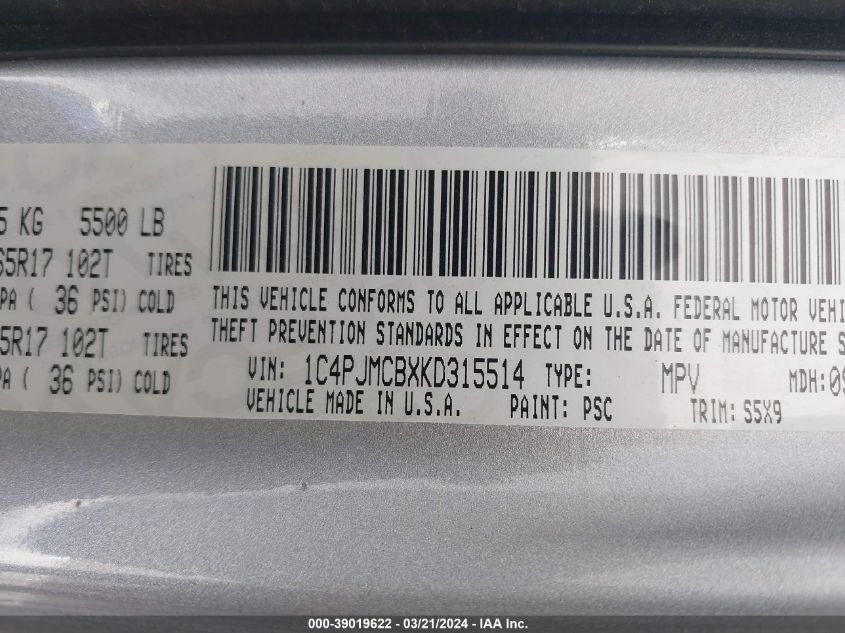 5 KG 5500 LB
5R17 102T TIRES
PA ( 36 PSI) COLD
5R17 102T TIRES
PA ( 36 PSI) COLD
THIS VEHICLE CONFORMS TO ALL APPLICABLE U.S.A. FEDERAL MOTOR VEHI
THEFT PREVENTION STANDARDS IN EFFECT ON THE DATE OF MANUFACTURE S
VIN: 1C4PJMCBXKD315514 TYPE: MPV MDH: 09
VEHICLE MADE IN U.S.A. PAINT: PSC TRIM: S5X9
000-39019622 - 03/21/2024 - IAA Inc.